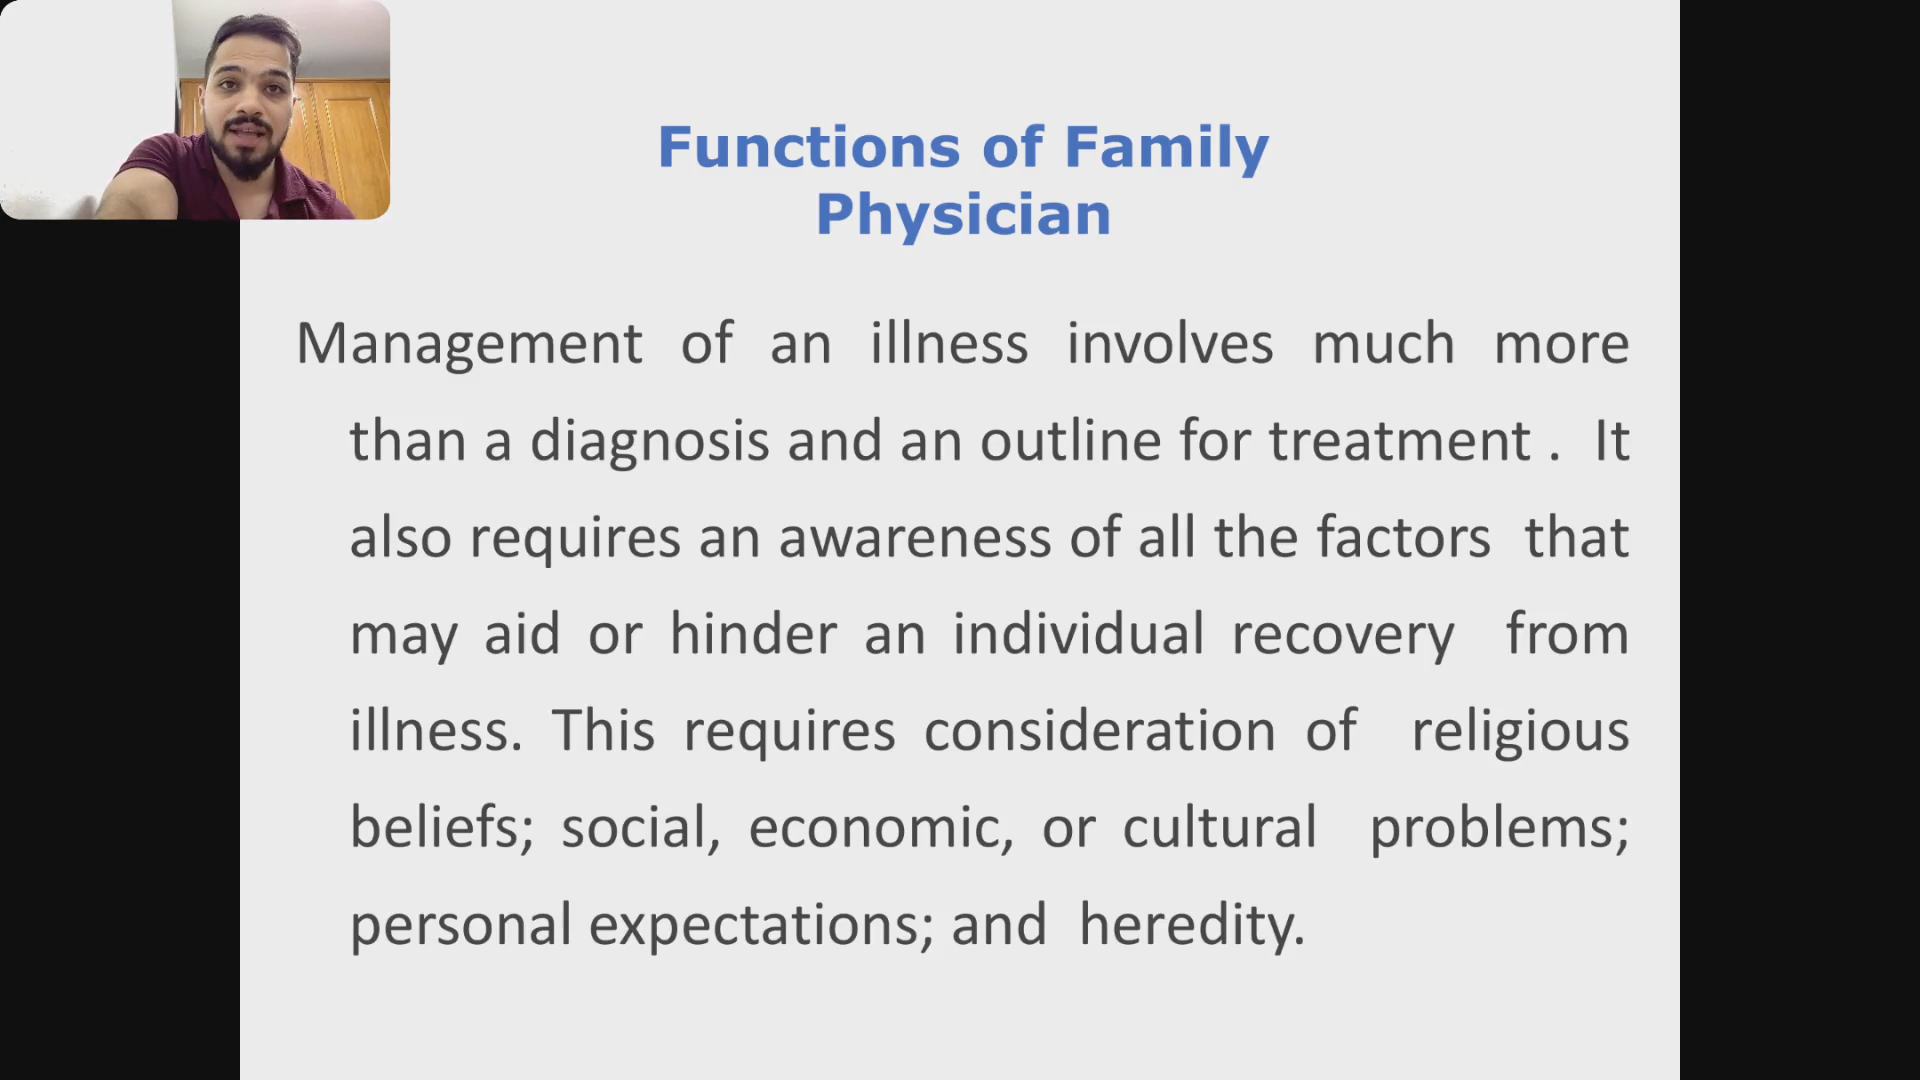 Functions of Family
Physician
Management of an illness involves much more
than a diagnosis and an outline for treatment . It
also requires an awareness of all the factors that
may aid or hinder an individual recovery from
illness. This requires consideration of religious
beliefs; social, economic, or cultural problems;
personal expectations; and heredity.